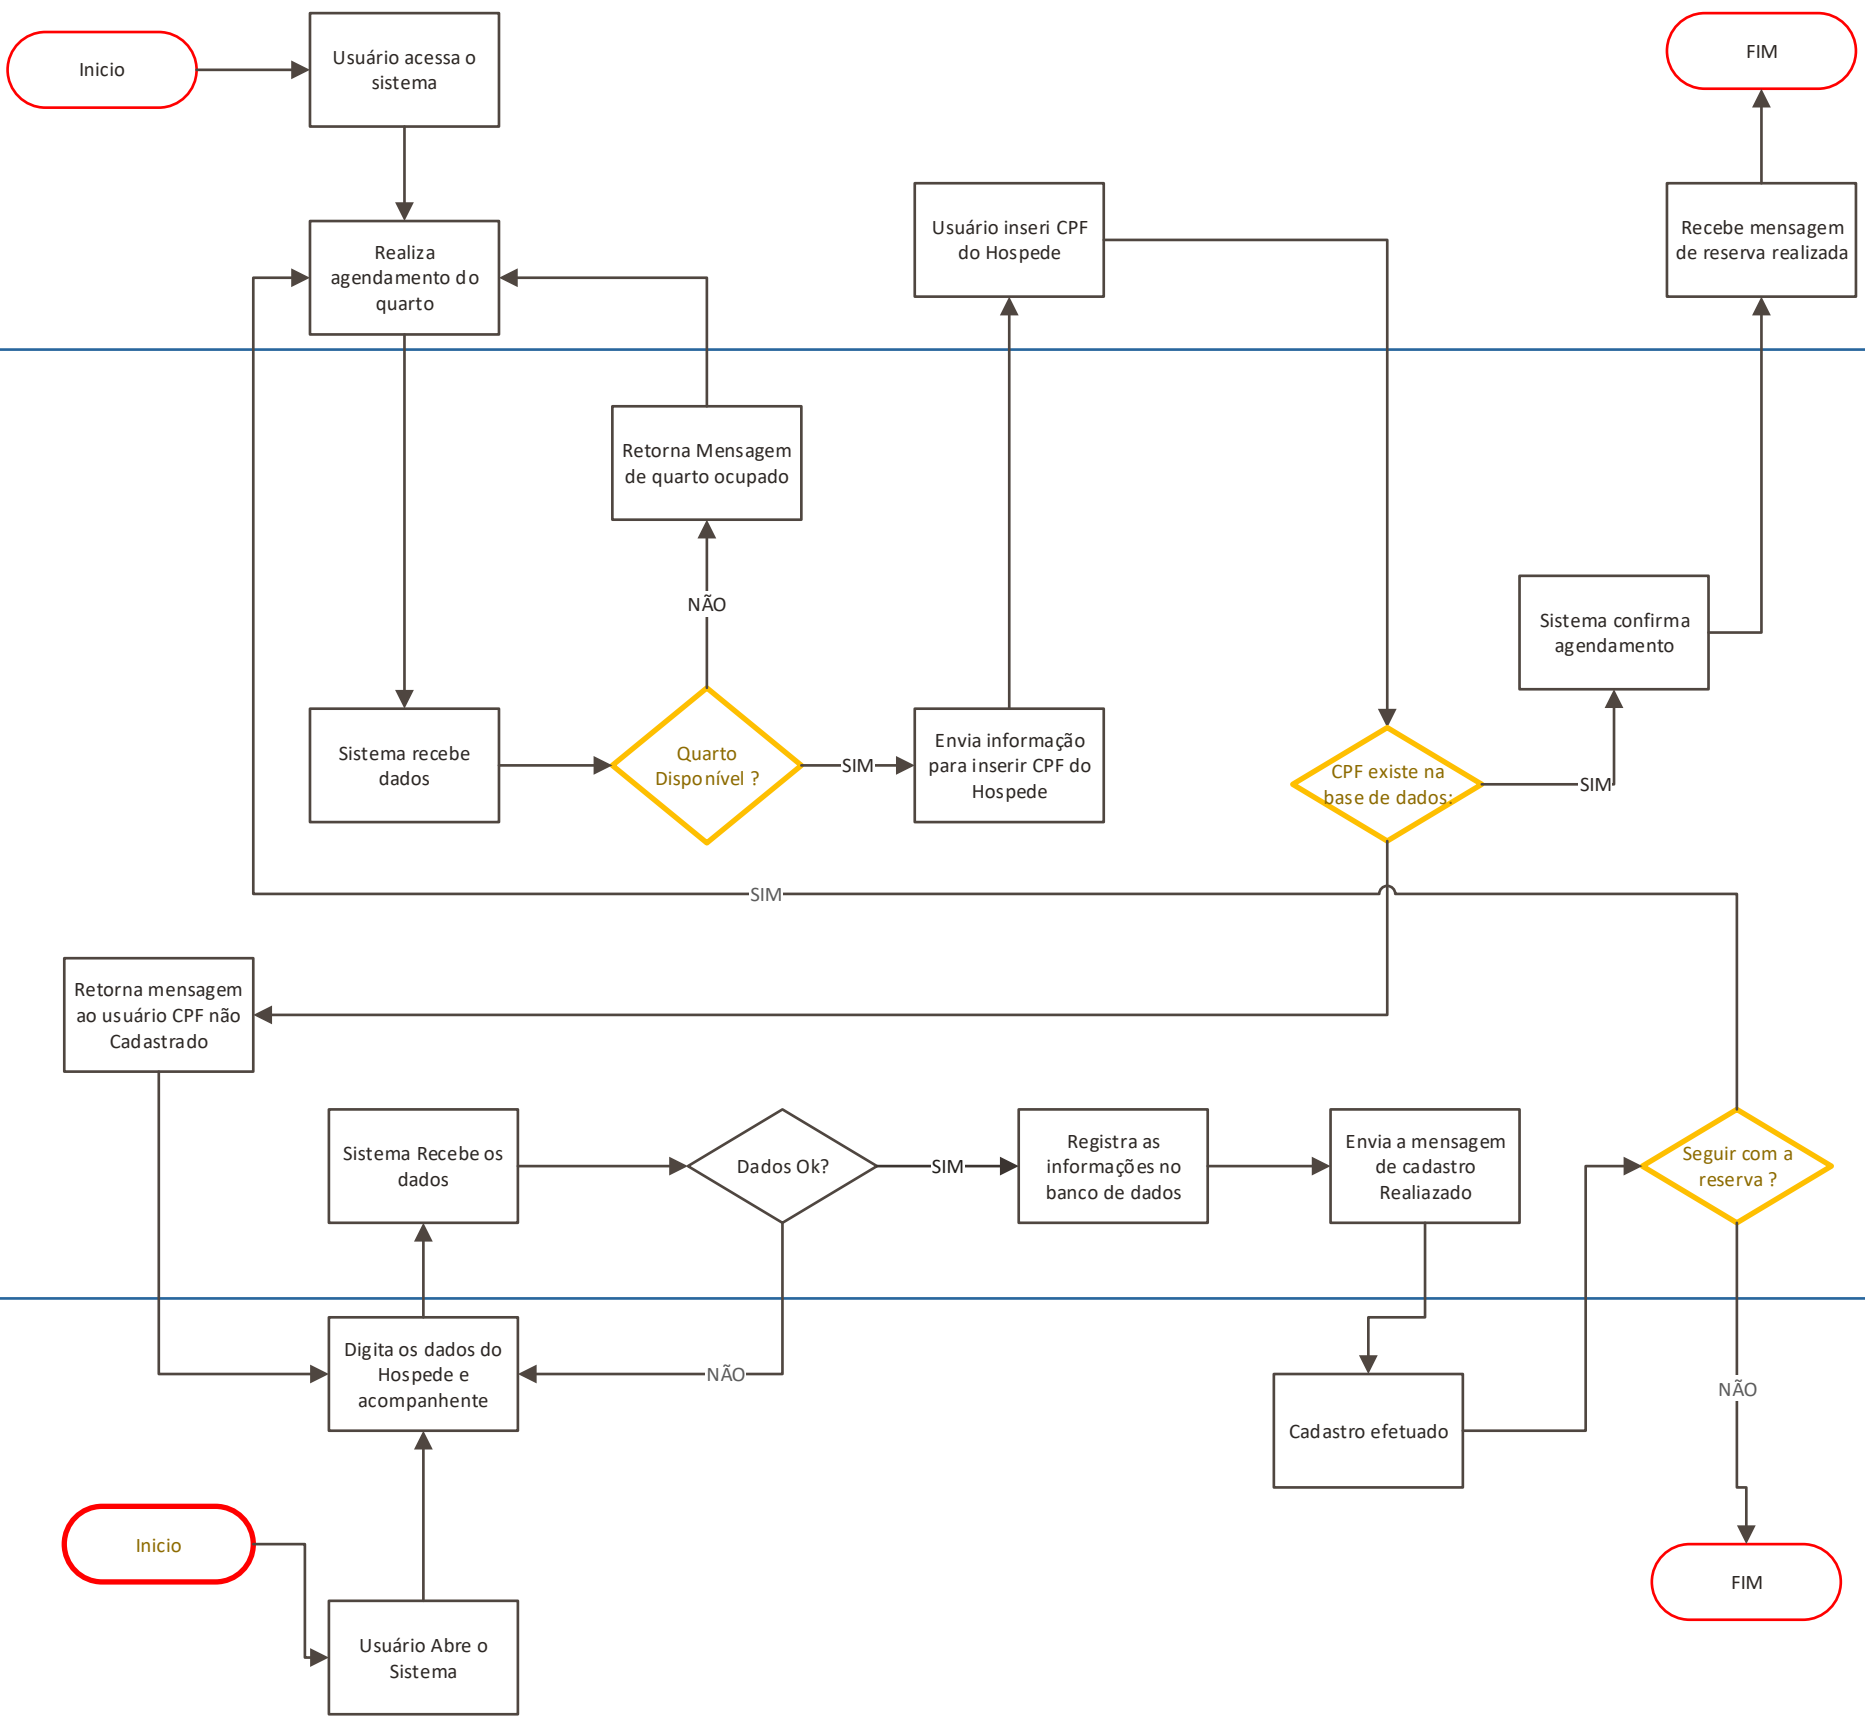 Inicio
Usuário acessa o
sistema
FIM
Realiza
agendamento do
quarto
Usuário inseri CPF
do Hospede
Recebe mensagem
de reserva realizada
Retorna Mensagem
de quarto ocupado
NÃO
Sistema confirma
agendamento
Sistema recebe
dados
Quarto
Disponível ?
SIM
Envia informação
para inserir CPF do
Hospede
CPF existe na
base de dados:
SIM
SIM
Retorna mensagem
ao usuário CPF não
Cadastrado
Sistema Recebe os
dados
Dados Ok?
SIM
Registra as
informações no
banco de dados
Envia a mensagem
de cadastro
Realiazado
Seguir com a
reserva ?
Digita os dados do
Hospede e
acompanhente
NÃO
Cadastro efetuado
NÃO
Inicio
FIM
Usuário Abre o
Sistema